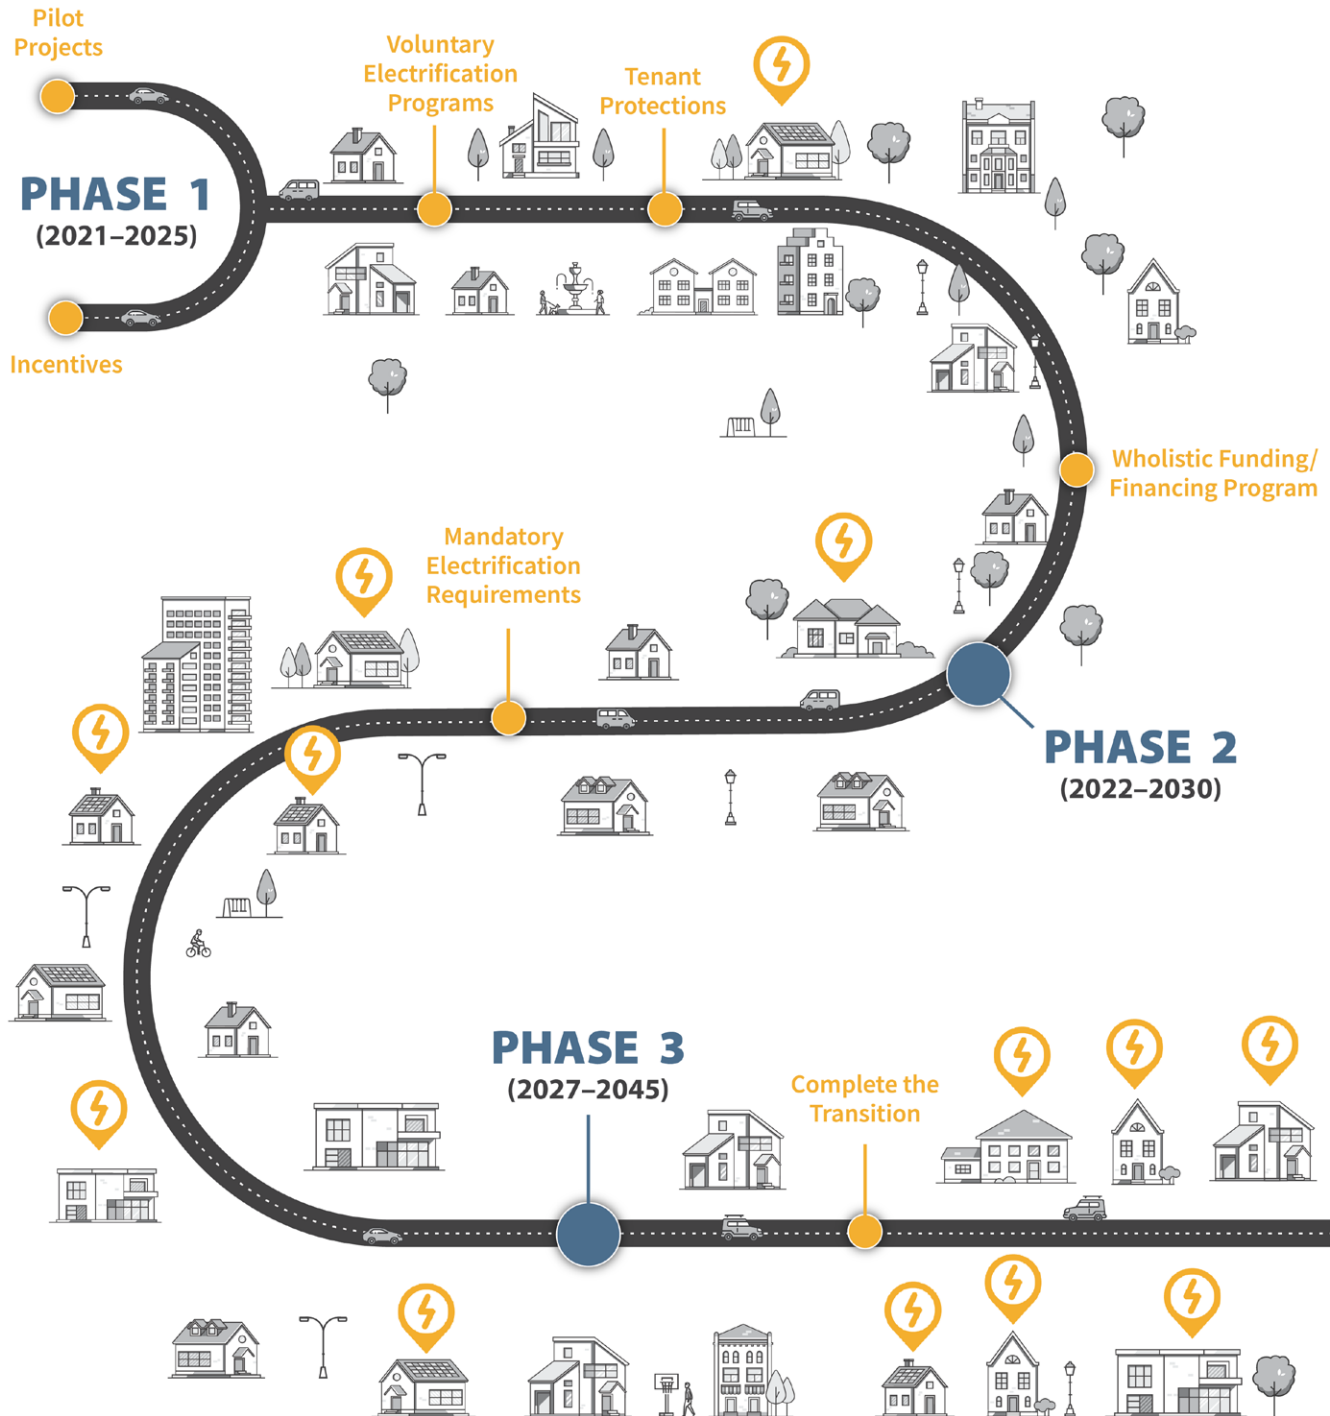 Pilot
Projects
PHASE 1
(2021–2025)
Incentives
Voluntary
Electrification
Programs
Tenant
Protections
Wholistic Funding/
Financing Program
PHASE 2
(2022–2030)
Mandatory
Electrification
Requirements
PHASE 3
(2027–2045)
Complete the
Transition